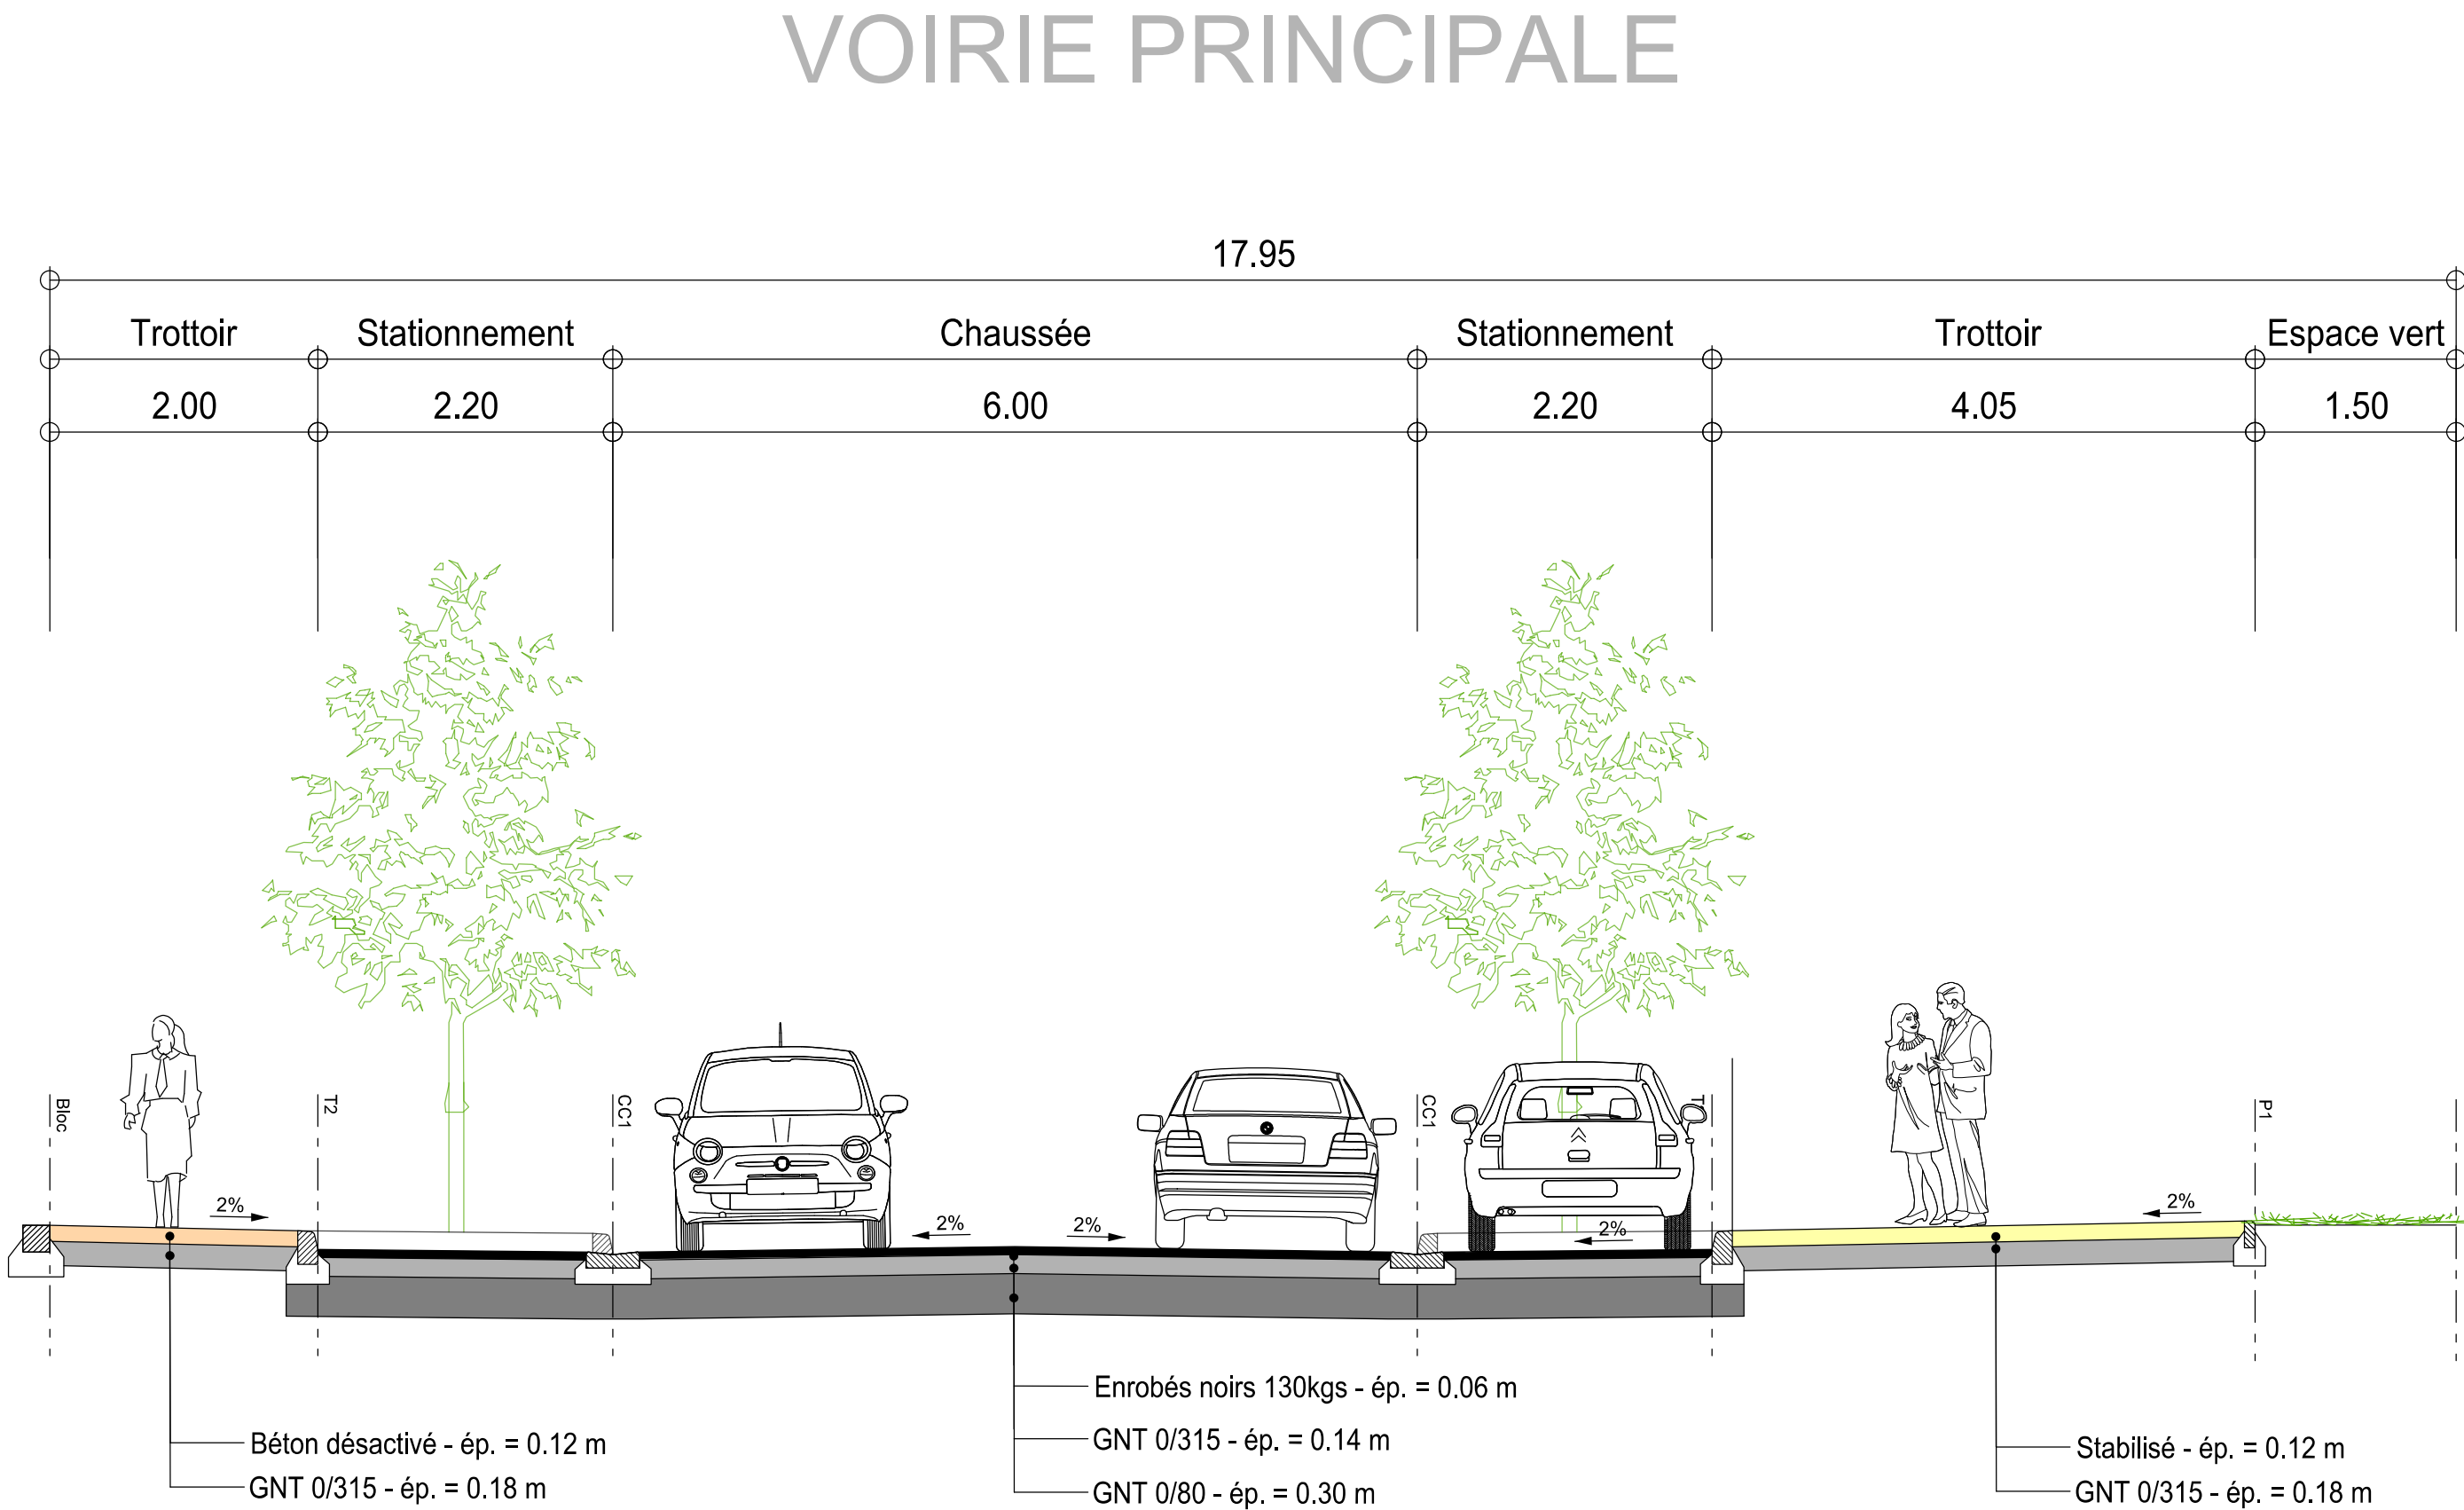 VOIRIE PRINCIPALE
17.95
Trottoir Stationnement Chaussée Stationnement Trottoir Espace vert
2.00 2.20 6.00 2.20 4.05 1.50
Bloc T2 CC1 CC1 P1
2% 2% 2% 2% 2%
Enrobés noirs 130kgs - ép. = 0.06 m
GNT 0/315 - ép. = 0.14 m
GNT 0/80 - ép. = 0.30 m
Béton désactivé - ép. = 0.12 m
GNT 0/315 - ép. = 0.18 m
Stabilisé - ép. = 0.12 m
GNT 0/315 - ép. = 0.18 m